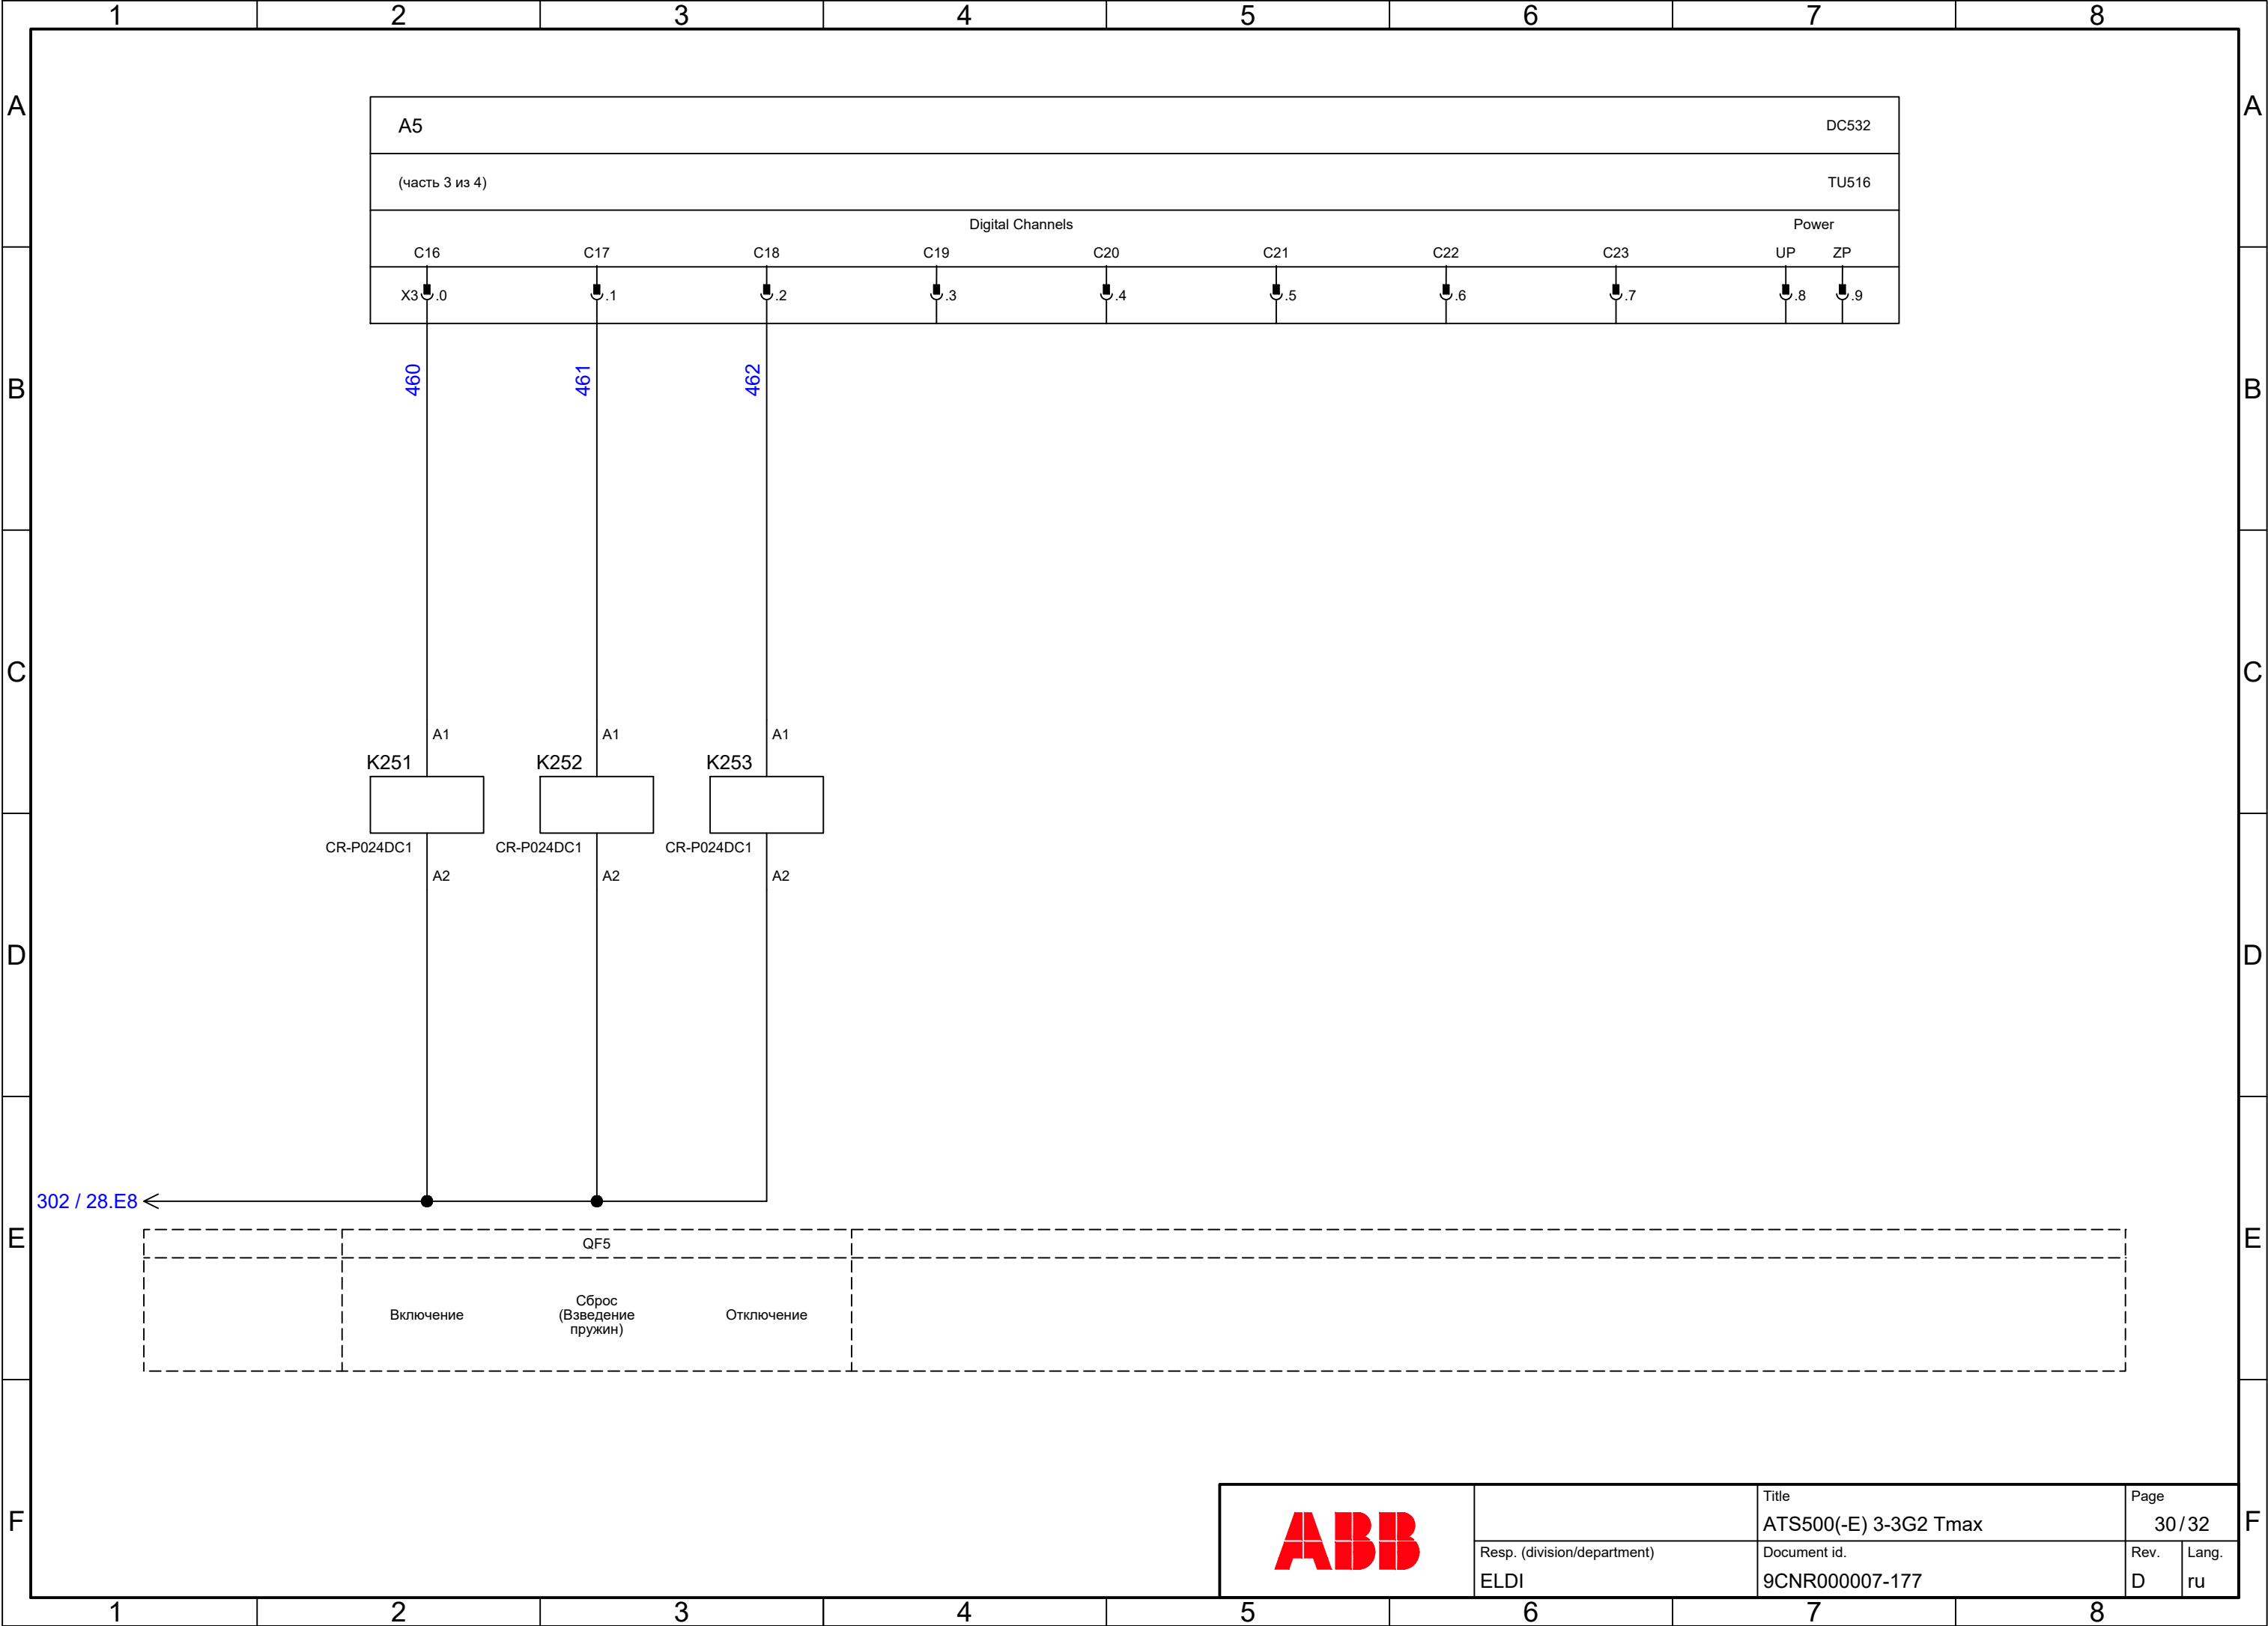 1 2 3 4 5 6 7 8
A A
A5 DC532
(часть 3 из 4) TU516
Digital Channels Power
C16 C17 C18 C19 C20 C21 C22 C23 UP ZP
X3 .0 .1 .2 .3 .4 .5 .6 .7 .8 .9
460 461 462
B B
C C
A1 A1 A1
K251 K252 K253
CR-P024DC1 CR-P024DC1 CR-P024DC1
A2 A2 A2
D D
302 / 28.E8
E E
QF5
Включение
Сброс
(Взведение
пружин)
Отключение
F F
ABB
Title
ATS500(-E) 3-3G2 Tmax
Page
30/32
Resp. (division/department)
ELDI
Document id.
9CNR000007-177
Rev.
D
Lang.
ru
1 2 3 4 5 6 7 8